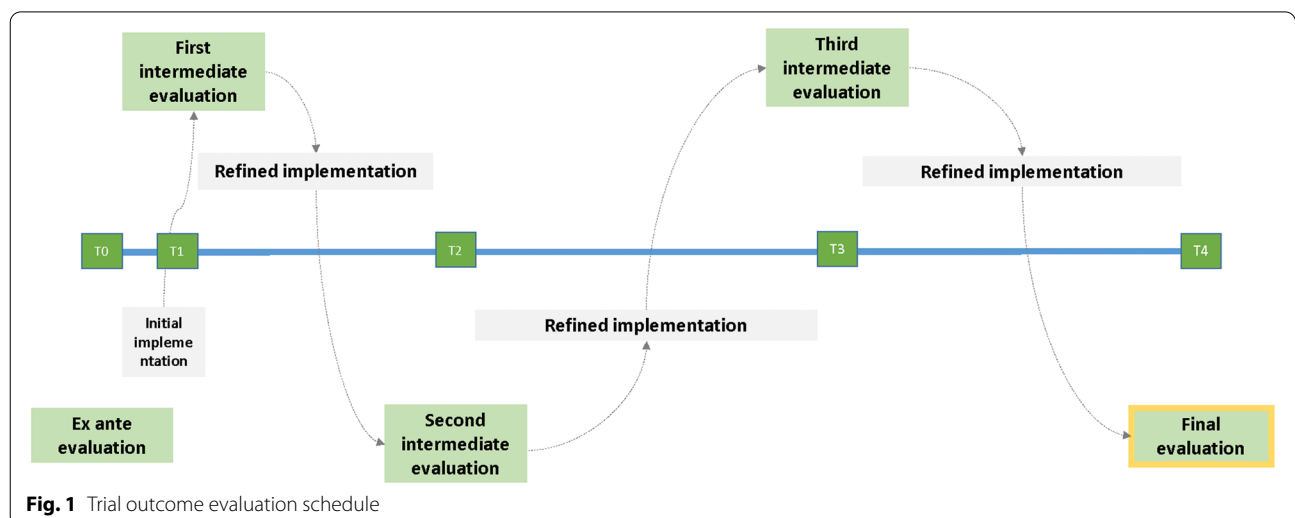 First
intermediate
evaluation
Third
intermediate
evaluation
Refined implementation
Refined implementation
T0
T1
T2
T3
T4
Initial
impleme
ntation
Refined implementation
Ex ante
evaluation
Second
intermediate
evaluation
Final
evaluation
Fig. 1 Trial outcome evaluation schedule